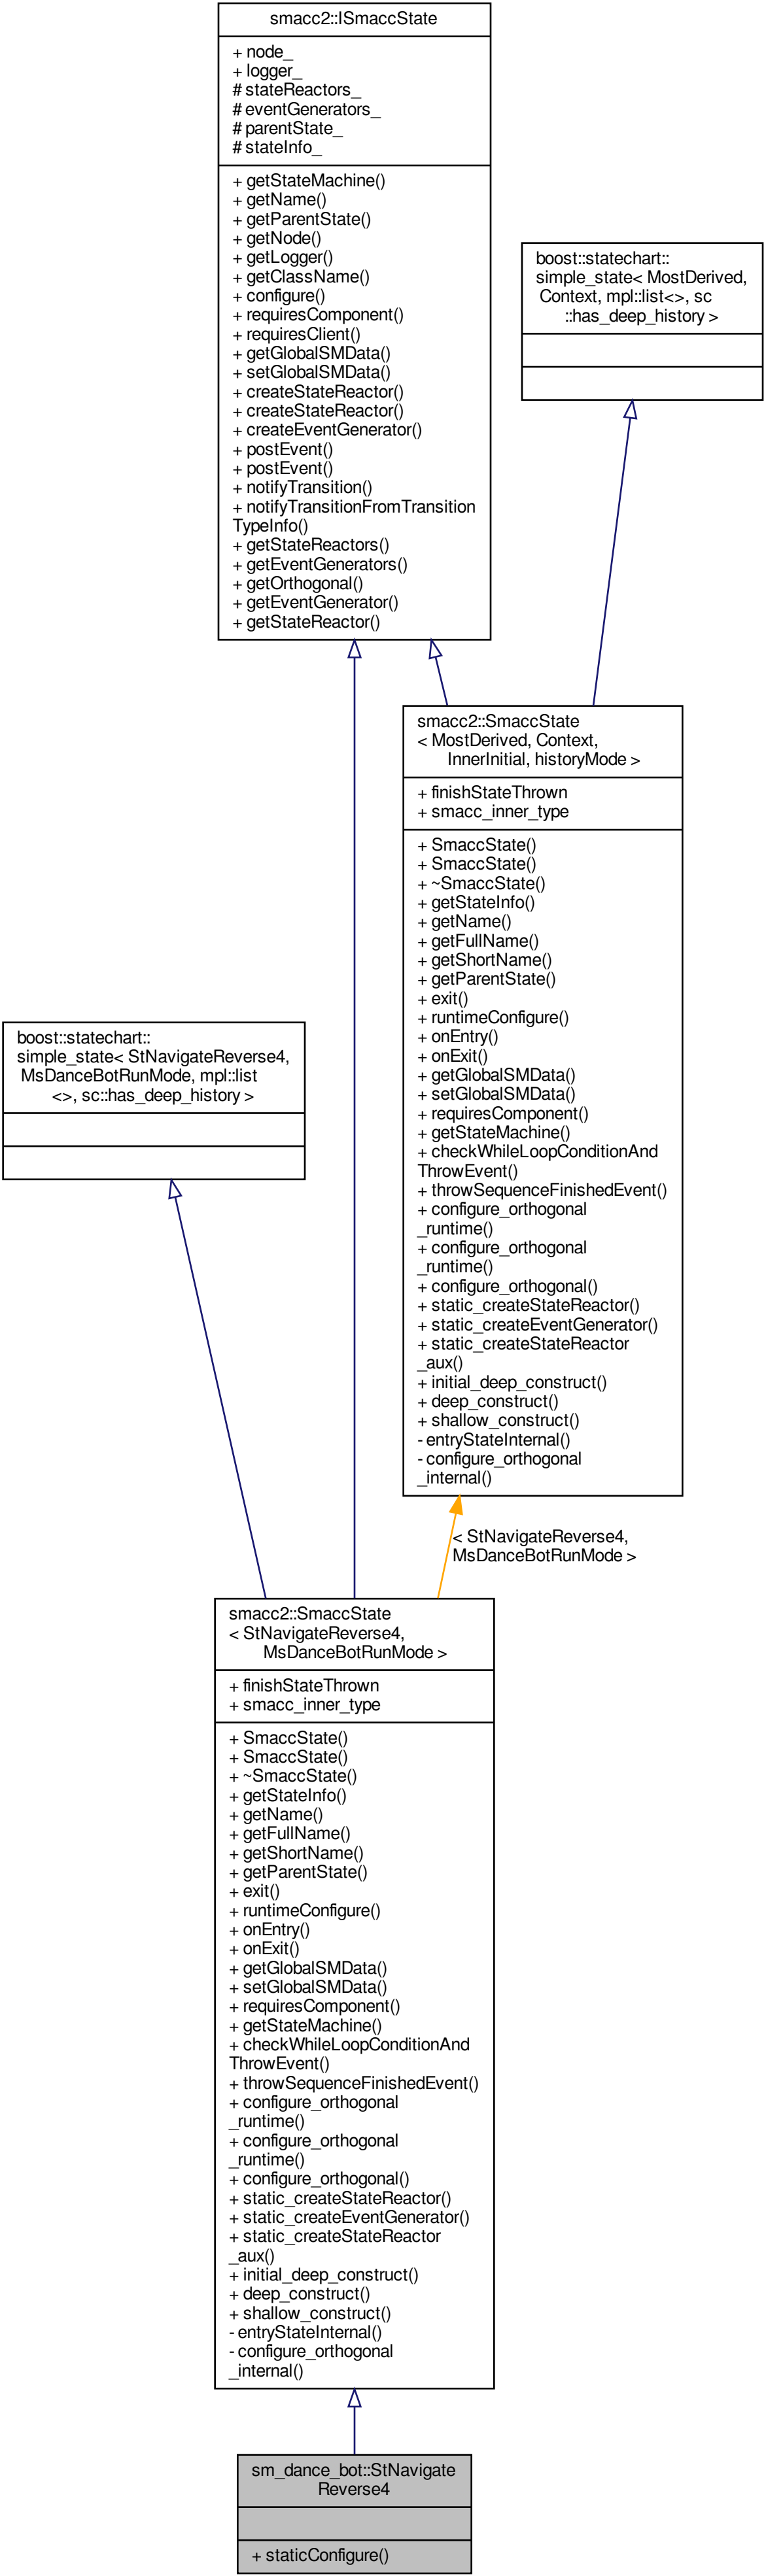 smacc2::ISmaccState
+ node_
+ logger_
# stateReactors_
# eventGenerators_
# parentState_
# stateInfo_
+ getStateMachine()
+ getName()
+ getParentState()
+ getNode()
+ getLogger()
+ getClassName()
+ configure()
+ requiresComponent()
+ requiresClient()
+ getGlobalSMData()
+ setGlobalSMData()
+ createStateReactor()
+ createStateReactor()
+ createEventGenerator()
+ postEvent()
+ postEvent()
+ notifyTransition()
+ notifyTransitionFromTransition
TypeInfo()
+ getStateReactors()
+ getEventGenerators()
+ getOrthogonal()
+ getEventGenerator()
+ getStateReactor()
boost::statechart::
simple_state< MostDerived,
Context, mpl::list<>, sc
::has_deep_history >
smacc2::SmaccState
< MostDerived, Context,
InnerInitial, historyMode >
+ finishStateThrown
+ smacc_inner_type
+ SmaccState()
+ SmaccState()
+ ~SmaccState()
+ getStateInfo()
+ getName()
+ getFullName()
+ getShortName()
+ getParentState()
+ exit()
+ runtimeConfigure()
+ onEntry()
+ onExit()
+ getGlobalSMData()
+ setGlobalSMData()
+ requiresComponent()
+ getStateMachine()
+ checkWhileLoopConditionAnd
ThrowEvent()
+ throwSequenceFinishedEvent()
+ configure_orthogonal
_runtime()
+ configure_orthogonal
_runtime()
+ configure_orthogonal()
+ static_createStateReactor()
+ static_createEventGenerator()
+ static_createStateReactor
_aux()
+ initial_deep_construct()
+ deep_construct()
+ shallow_construct()
- entryStateInternal()
- configure_orthogonal
_internal()
boost::statechart::
simple_state< StNavigateReverse4,
MsDanceBotRunMode, mpl::list
<>, sc::has_deep_history >
< StNavigateReverse4,
MsDanceBotRunMode >
smacc2::SmaccState
< StNavigateReverse4,
MsDanceBotRunMode >
+ finishStateThrown
+ smacc_inner_type
+ SmaccState()
+ SmaccState()
+ ~SmaccState()
+ getStateInfo()
+ getName()
+ getFullName()
+ getShortName()
+ getParentState()
+ exit()
+ runtimeConfigure()
+ onEntry()
+ onExit()
+ getGlobalSMData()
+ setGlobalSMData()
+ requiresComponent()
+ getStateMachine()
+ checkWhileLoopConditionAnd
ThrowEvent()
+ throwSequenceFinishedEvent()
+ configure_orthogonal
_runtime()
+ configure_orthogonal
_runtime()
+ configure_orthogonal()
+ static_createStateReactor()
+ static_createEventGenerator()
+ static_createStateReactor
_aux()
+ initial_deep_construct()
+ deep_construct()
+ shallow_construct()
- entryStateInternal()
- configure_orthogonal
_internal()
sm_dance_bot::StNavigate
Reverse4
+ staticConfigure()